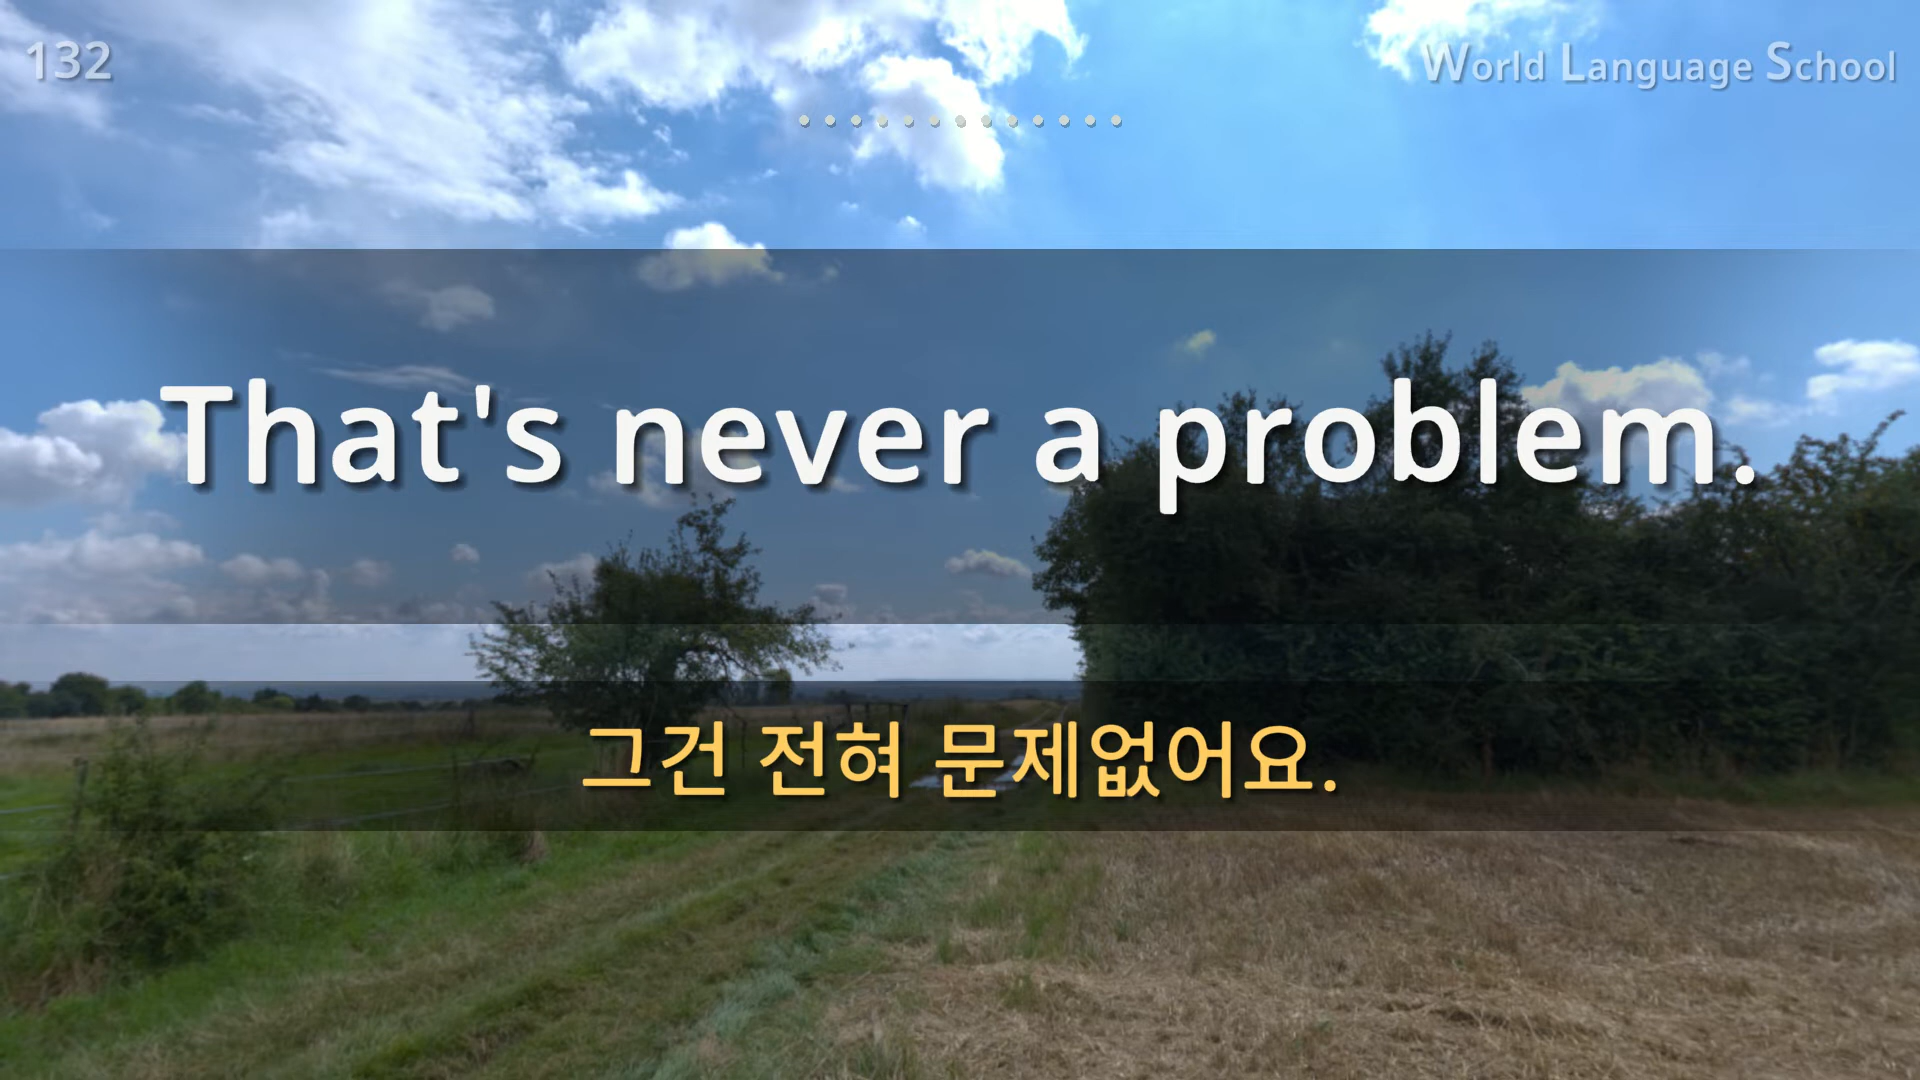 132
World Language School
That's never a problem.
그건 전혀 문제없어요.